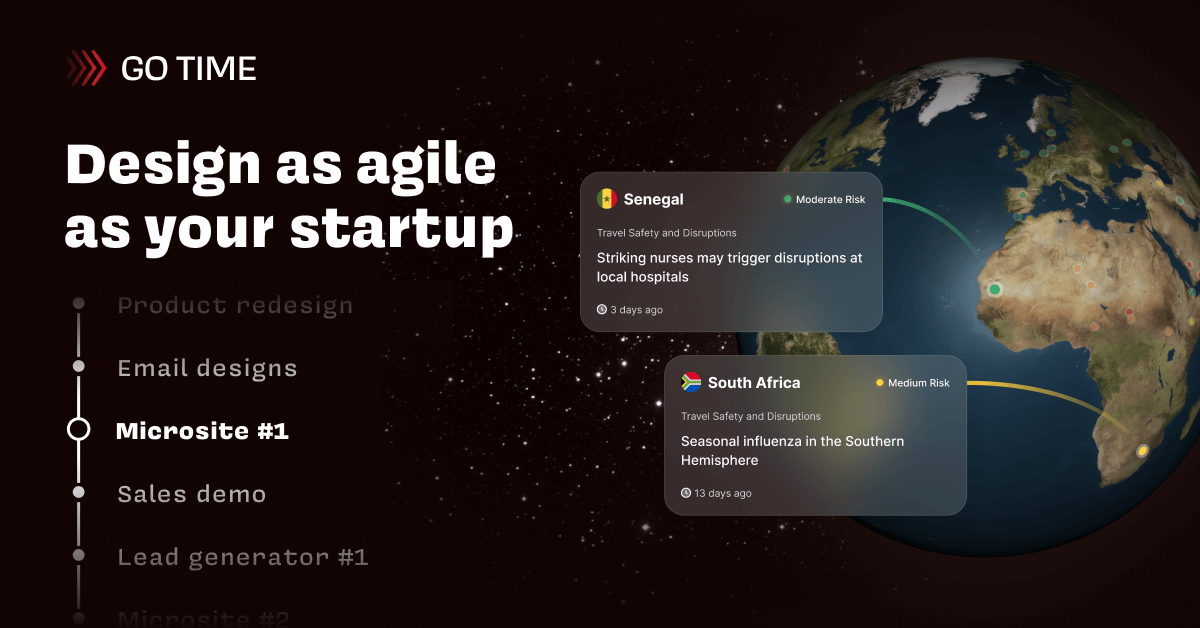 GO TIME
Design as agile
as your startup
Product redesign
Email designs
Microsite #1
Sales demo
Lead generator #1
Microsite #2
Senegal
Moderate Risk
Travel Safety and Disruptions
Striking nurses may trigger disruptions at
local hospitals
3 days ago
South Africa
Medium Risk
Travel Safety and Disruptions
Seasonal influenza in the Southern
Hemisphere
13 days ago